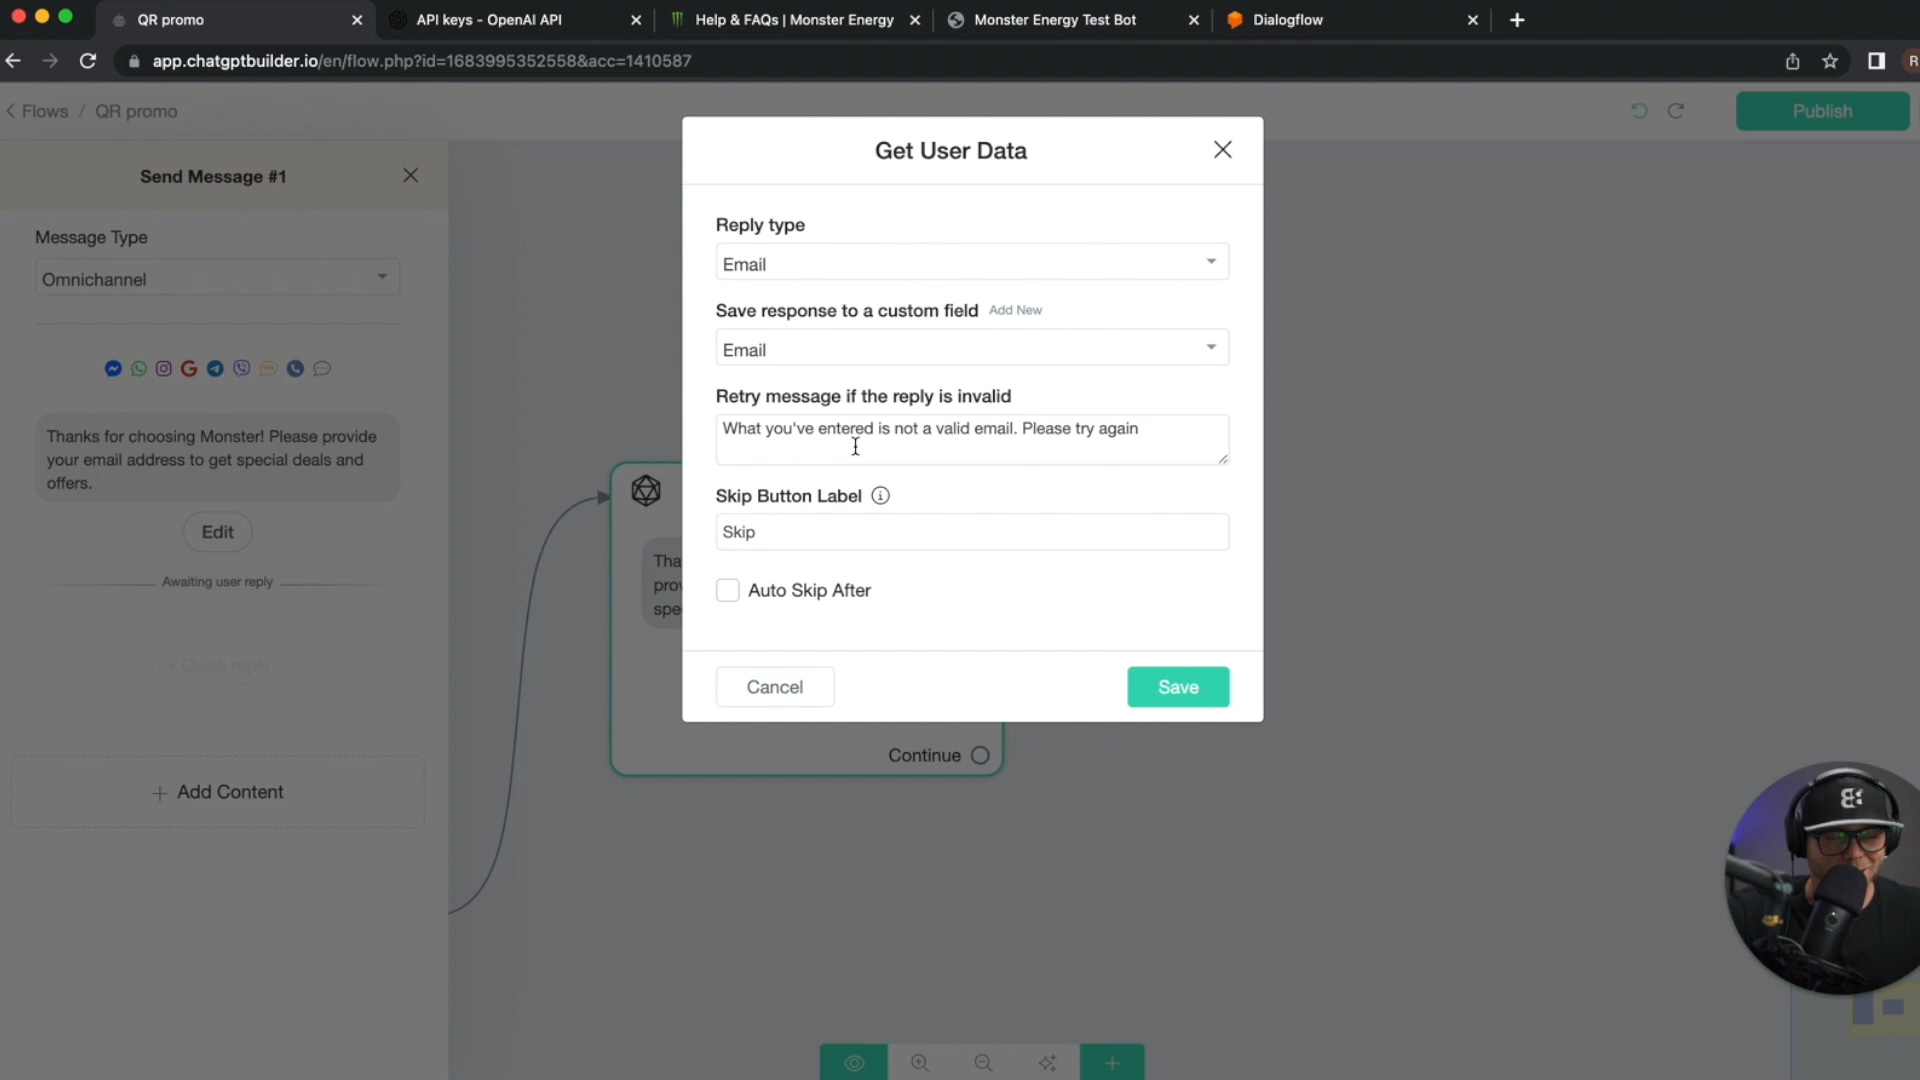 QR promo
API keys - OpenAI API
Help & FAQs | Monster Energy
Monster Energy Test Bot
Dialogflow
app.chatgptbuilder.io/en/flow.php?id=1683995352558&acc=1410587
R
Flows / QR promo
Publish
Send Message #1
Message Type
Omnichannel
Thanks for choosing Monster! Please provide
your email address to get special deals and
offers.
Edit
Awaiting user reply
+ Quick reply
+ Add Content
Tha
prov
spe
Continue
Get User Data
Reply type
Email
Save response to a custom field Add New
Email
Retry message if the reply is invalid
What you've entered is not a valid email. Please try again
Skip Button Label
Skip
Auto Skip After
Cancel
Save